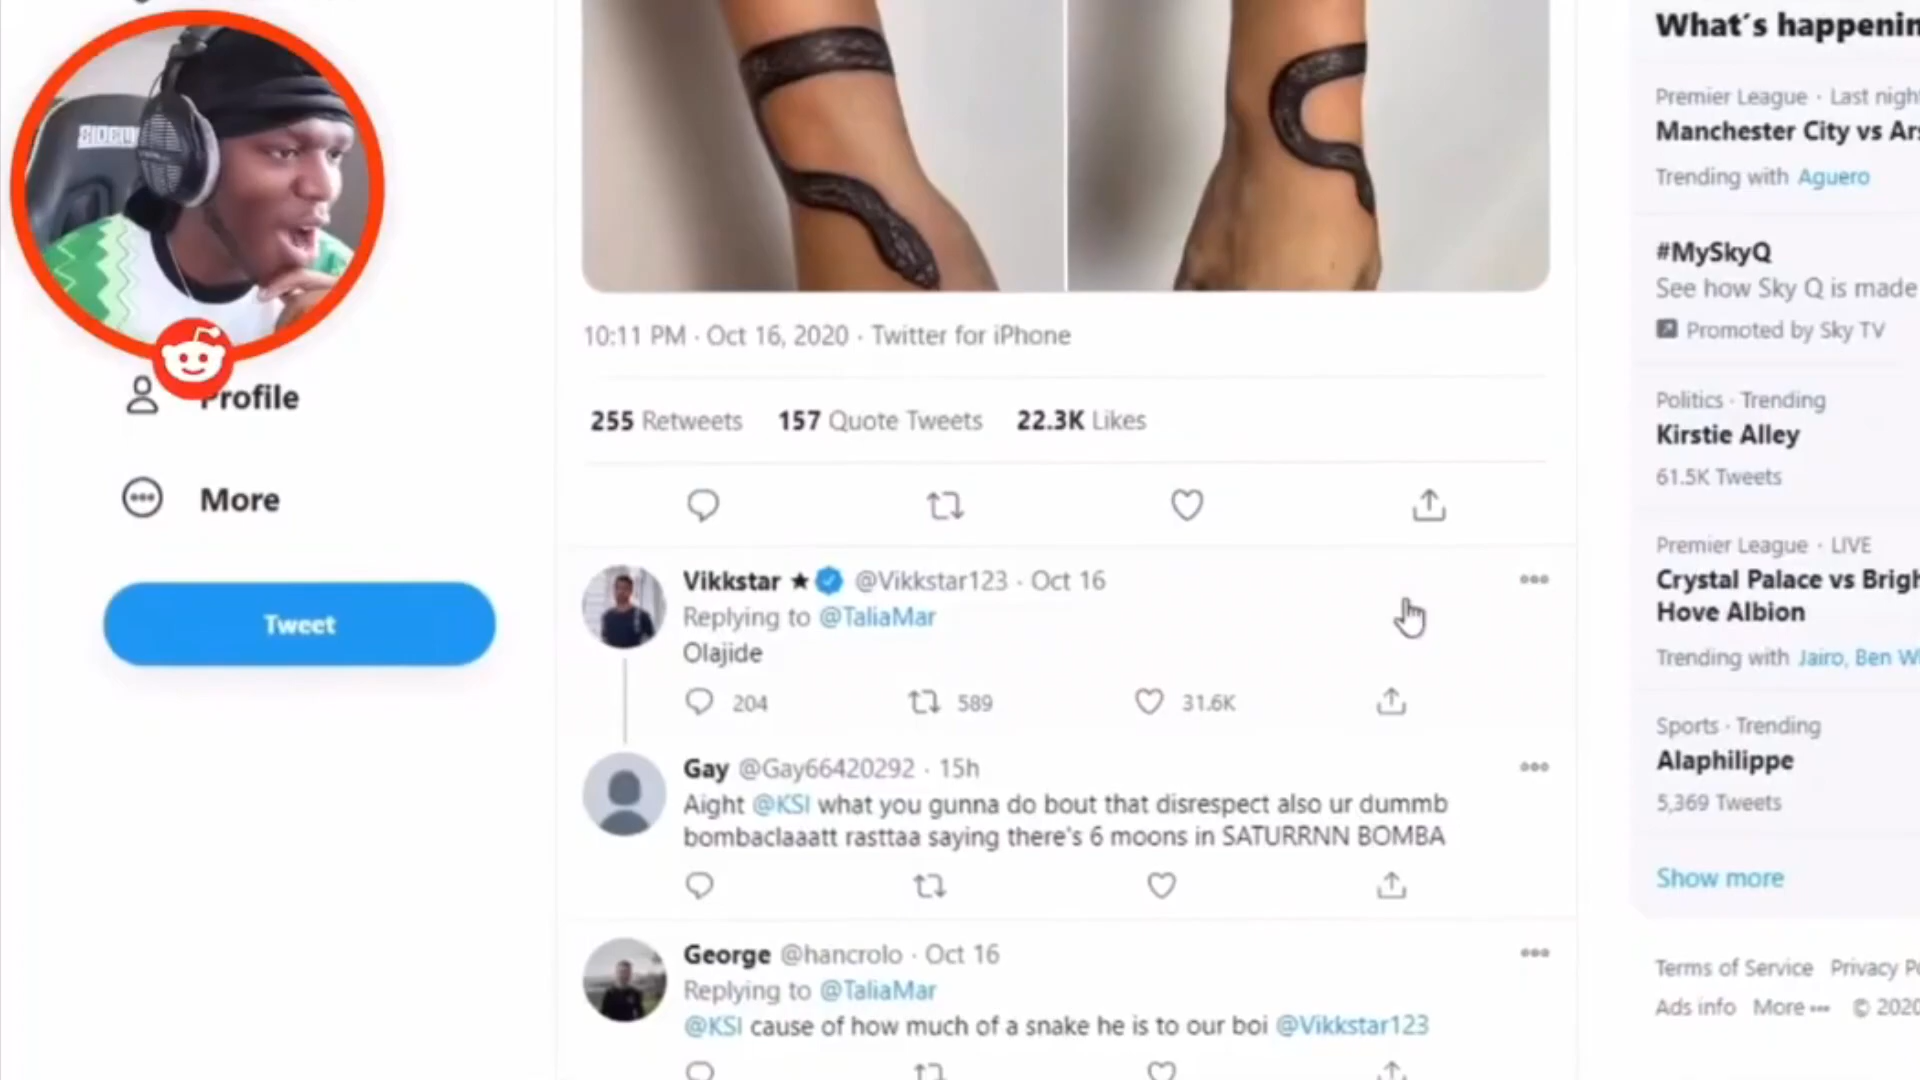 SIDEM
Profile
More
Tweet
10:11 PM · Oct 16, 2020 · Twitter for iPhone
255 Retweets 157 Quote Tweets 22.3K Likes
Vikkstar ★ @Vikkstar123 · Oct 16
Replying to @TaliaMar
Olajide
204 589 31.6K
Gay @Gay66420292 · 15h
Aight @KSI what you gunna do bout that disrespect also ur dummb
bombaclaaatt rasttaa saying there's 6 moons in SATURRNN BOMBA
George @hancrolo · Oct 16
Replying to @TaliaMar
@KSI cause of how much of a snake he is to our boi @Vikkstar123
What´s happenin
Premier League · Last nigh
Manchester City vs Ars
Trending with Aguero
#MySkyQ
See how Sky Q is made
Promoted by Sky TV
Politics · Trending
Kirstie Alley
61.5K Tweets
Premier League · LIVE
Crystal Palace vs Brigh
Hove Albion
Trending with Jairo, Ben W
Sports · Trending
Alaphilippe
5,369 Tweets
Show more
Terms of Service Privacy Po
Ads info More ··· © 2020